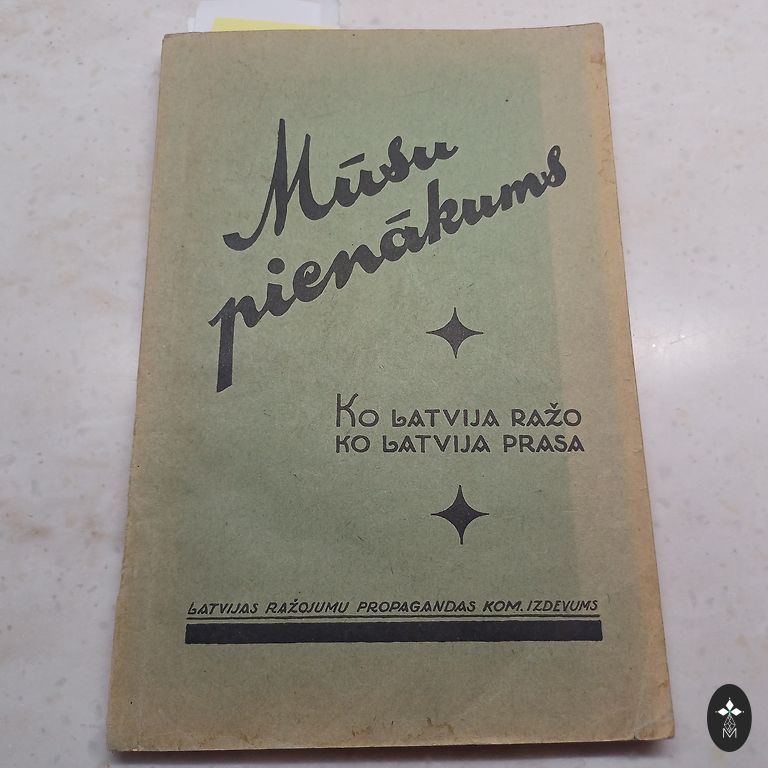 Mūsu
pienākums
KO LATVIJA RAŽO
KO LATVIJA PRASA
LATVIJAS RAŽOJUMU PROPAGANDAS KOM. IZDEVUMS
M